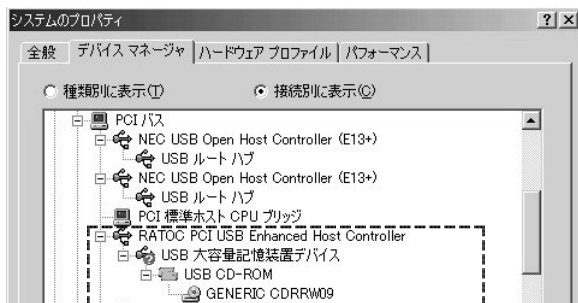 システムのプロパティ
全般 デバイス マネージャ ハードウェア プロファイル パフォーマンス
種類別に表示(T) 接続別に表示(C)
PCI バス
NEC USB Open Host Controller (E13+)
USB ルート ハブ
NEC USB Open Host Controller (E13+)
USB ルート ハブ
PCI 標準ホスト CPU ブリッジ
RATOC PCI USB Enhanced Host Controller
USB 大容量記憶装置デバイス
USB CD-ROM
GENERIC CDRRW09